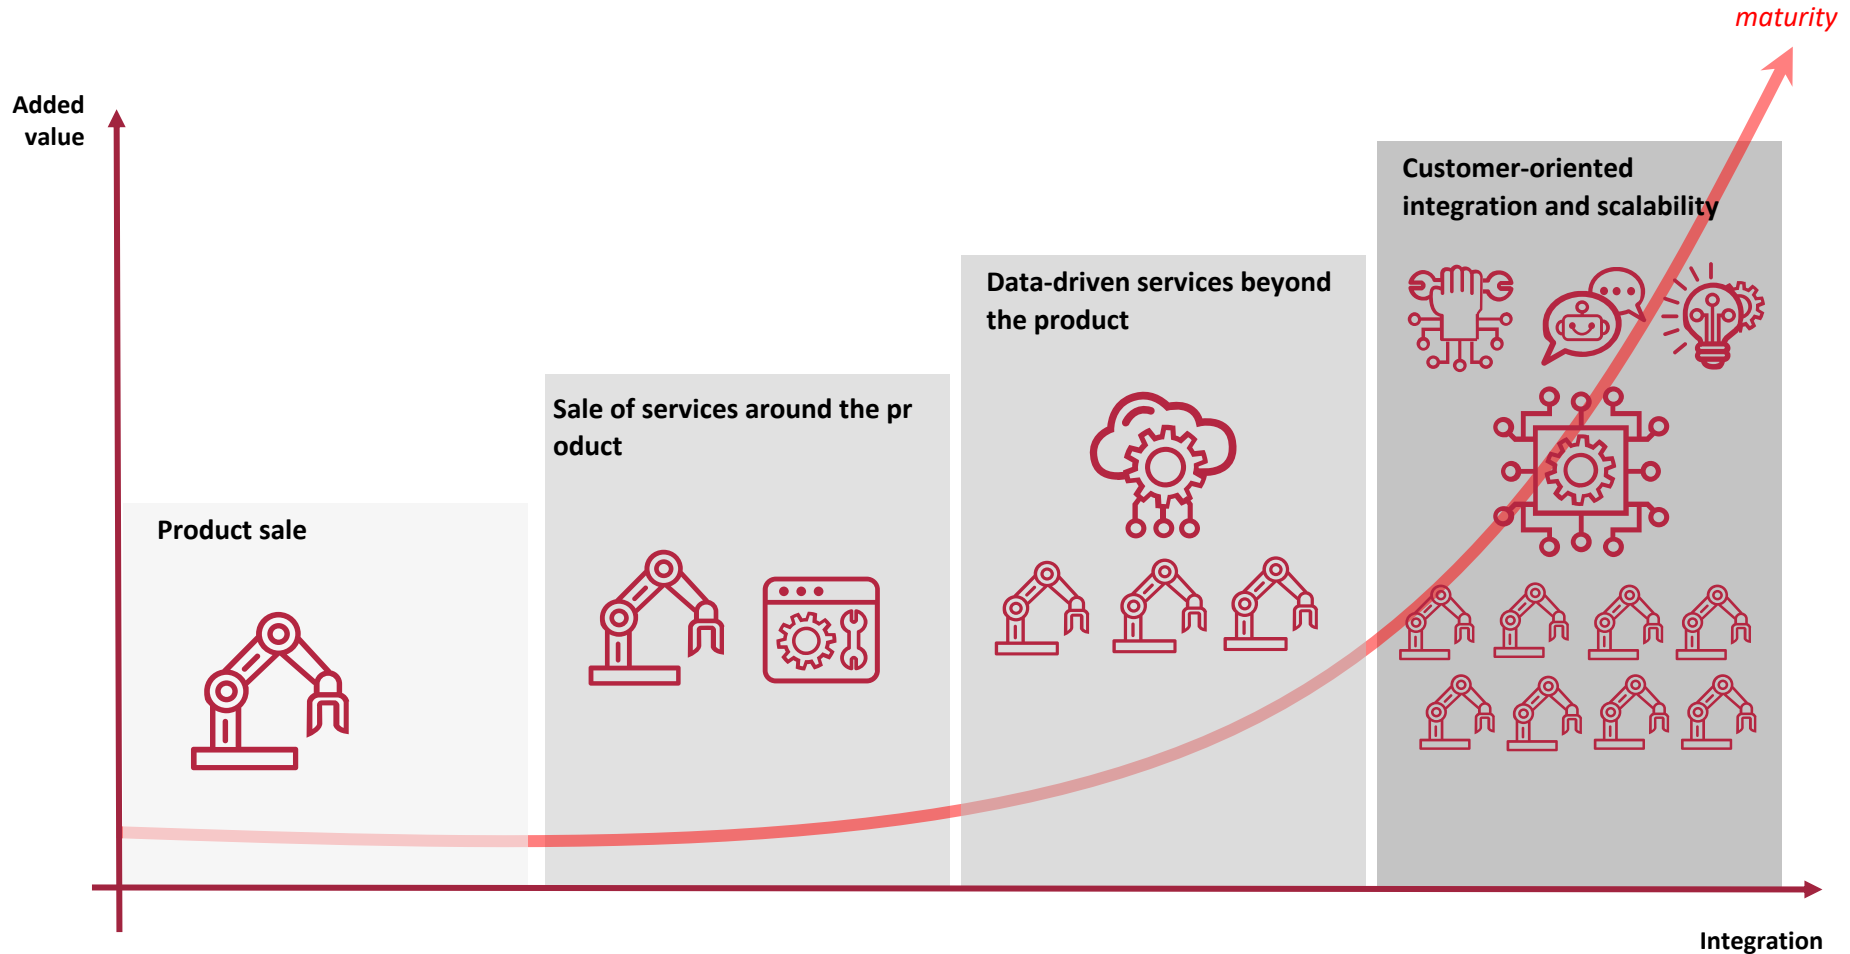 maturity
Added
value
Customer-oriented
integration and scalability
Data-driven services beyond
the product
Sale of services around the pr
oduct
Product sale
Integration